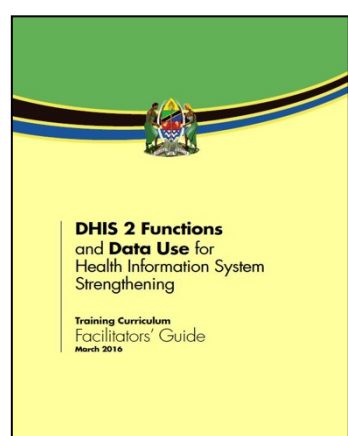 DHIS 2 Functions
and Data Use for
Health Information System
Strengthening
Training Curriculum
Facilitators' Guide
March 2016